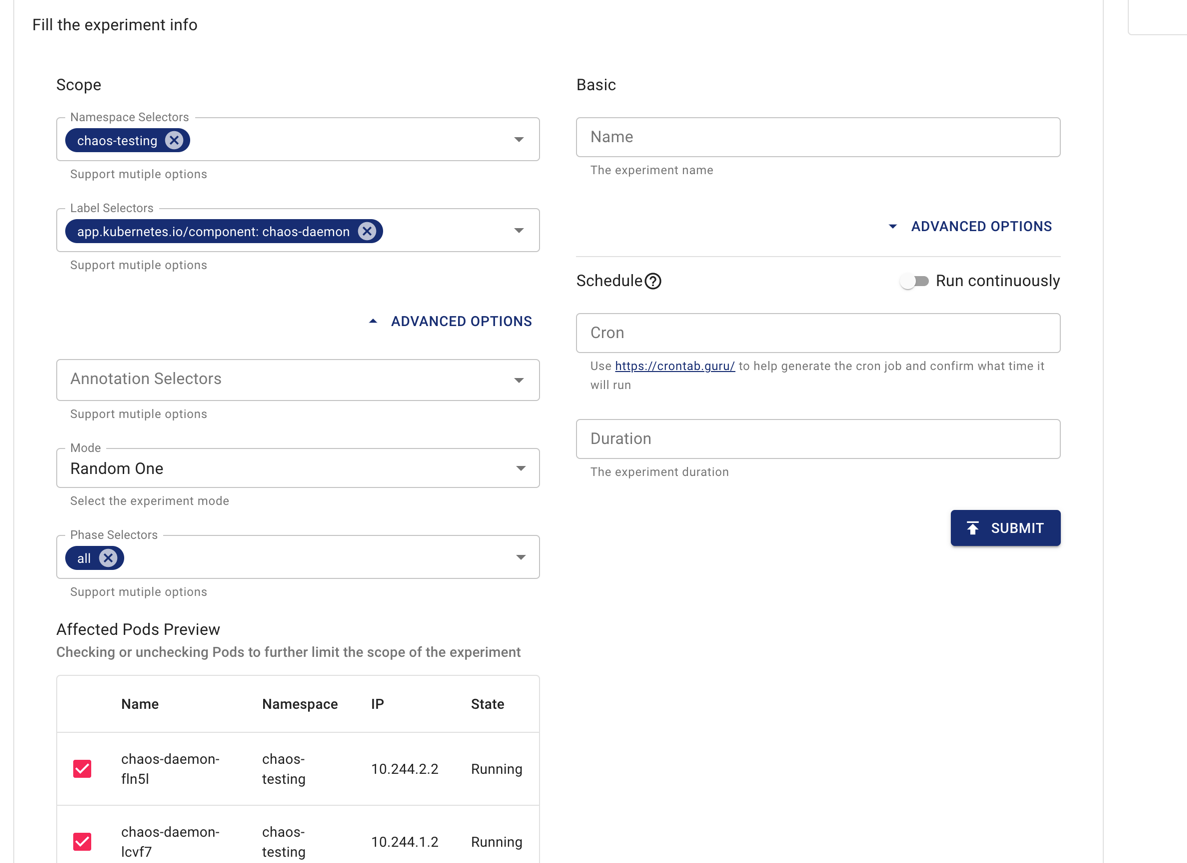 Fill the experiment info
Scope
Namespace Selectors
chaos-testing
Support mutiple options
Label Selectors
app.kubernetes.io/component: chaos-daemon
Support mutiple options
ADVANCED OPTIONS
Annotation Selectors
Support mutiple options
Mode
Random One
Select the experiment mode
Phase Selectors
all
Support mutiple options
Affected Pods Preview
Checking or unchecking Pods to further limit the scope of the experiment
Name Namespace IP State
chaos-daemon-
fln5l
chaos-
testing
10.244.2.2
Running
chaos-daemon-
lcvf7
chaos-
testing
10.244.1.2
Running
Basic
Name
The experiment name
ADVANCED OPTIONS
Schedule
Run continuously
Cron
Use https://crontab.guru/ to help generate the cron job and confirm what time it
will run
Duration
The experiment duration
SUBMIT